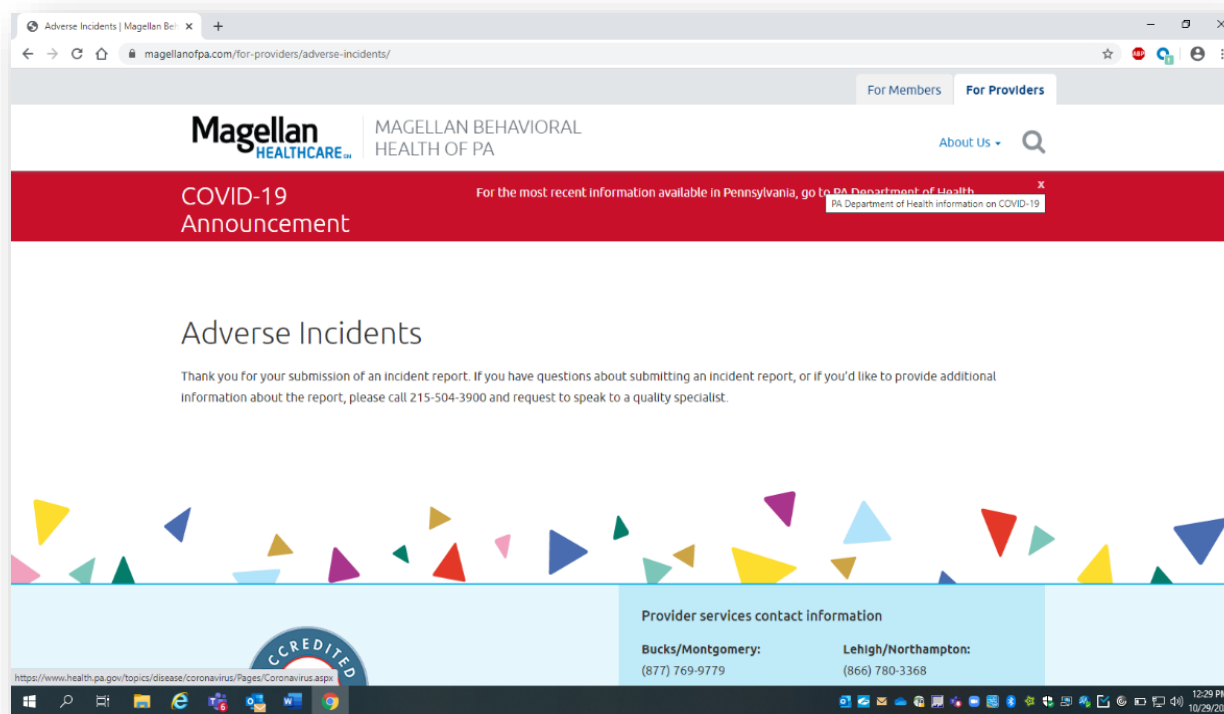 Adverse Incidents | Magellan Beh
magellanofpa.com/for-providers/adverse-incidents/
ABP
For Members
For Providers
Magellan
HEALTHCARE
MAGELLAN BEHAVIORAL
HEALTH OF PA
About Us
COVID-19
Announcement
For the most recent information available in Pennsylvania, go to PA Department of Health
x
PA Department of Health information on COVID-19
Adverse Incidents
Thank you for your submission of an incident report. If you have questions about submitting an incident report, or if you'd like to provide additional
information about the report, please call 215-504-3900 and request to speak to a quality specialist.
Provider services contact information
Bucks/Montgomery:
Lehigh/Northampton:
(877) 769-9779
(866) 780-3368
CCREDITED
https://www.health.pa.gov/topics/disease/coronavirus/Pages/Coronavirus.aspx
12:29 PM
10/29/20